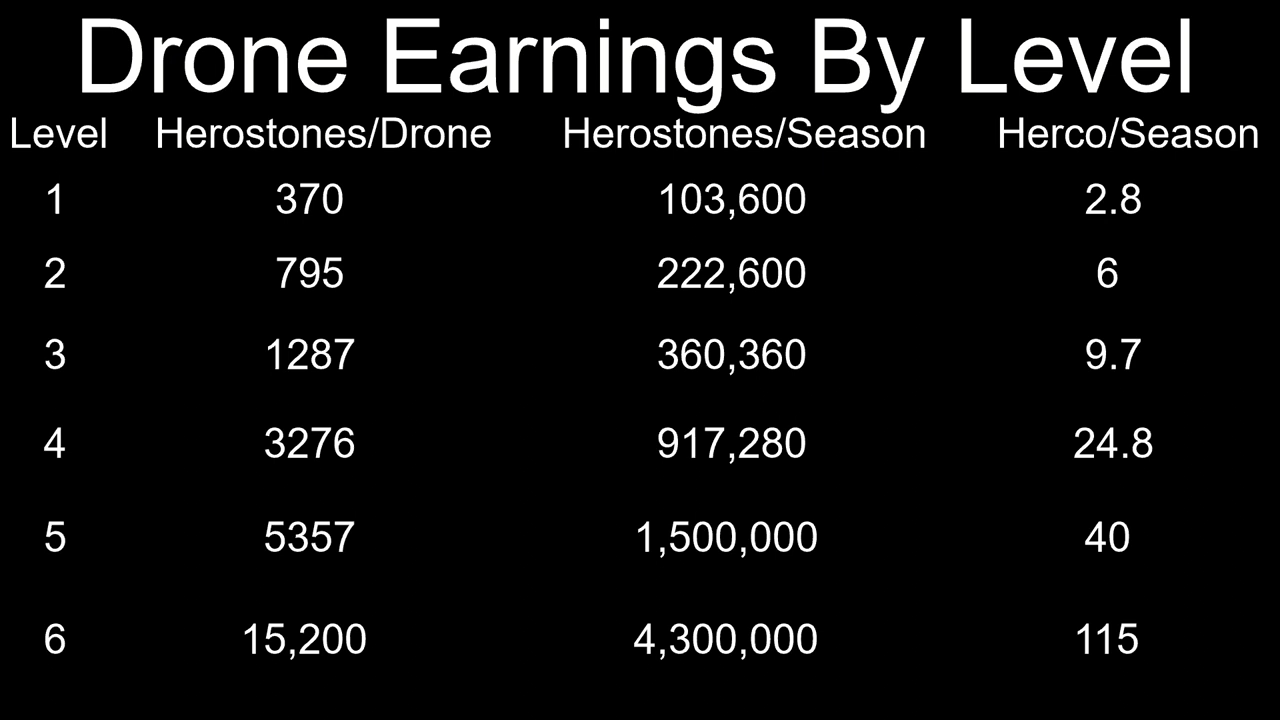 Drone Earnings By Level
Level Herostones/Drone Herostones/Season Herco/Season
1 370 103,600 2.8
2 795 222,600 6
3 1287 360,360 9.7
4 3276 917,280 24.8
5 5357 1,500,000 40
6 15,200 4,300,000 115